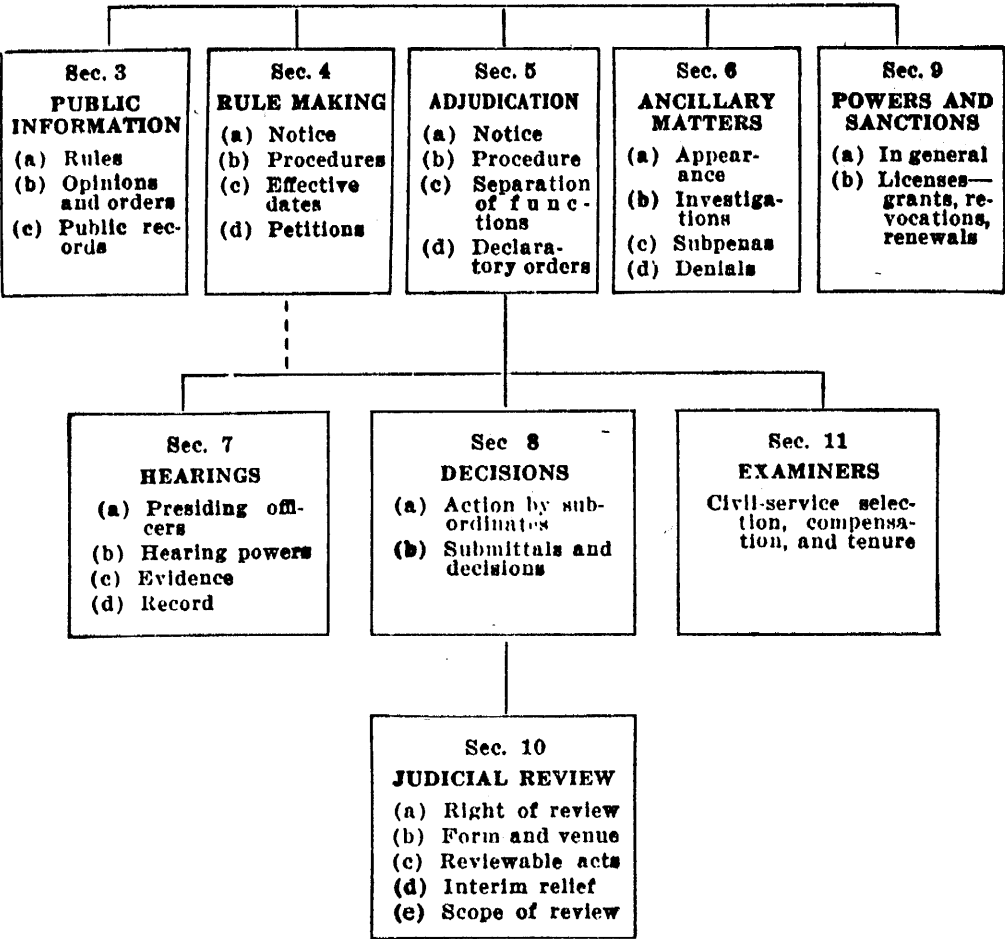 Sec. 3
PUBLIC
INFORMATION
(a) Rules
(b) Opinions
and orders
(c) Public rec-
ords
Sec. 4
RULE MAKING
(a) Notice
(b) Procedures
(c) Effective
dates
(d) Petitions
Sec. 5
ADJUDICATION
(a) Notice
(b) Procedure
(c) Separation
of func-
tions
(d) Declara-
tory orders
Sec. 6
ANCILLARY
MATTERS
(a) Appear-
ance
(b) Investiga-
tions
(c) Subpenas
(d) Denials
Sec. 9
POWERS AND
SANCTIONS
(a) In general
(b) Licenses—
grants, re-
vocations,
renewals
Sec. 7
HEARINGS
(a) Presiding offi-
cers
(b) Hearing powers
(c) Evidence
(d) Record
Sec 8
DECISIONS
(a) Action by sub-
ordinates
(b) Submittals and
decisions
Sec. 11
EXAMINERS
Civil-service selec-
tion, compensa-
tion, and tenure
Sec. 10
JUDICIAL REVIEW
(a) Right of review
(b) Form and venue
(c) Reviewable acts
(d) Interim relief
(e) Scope of review